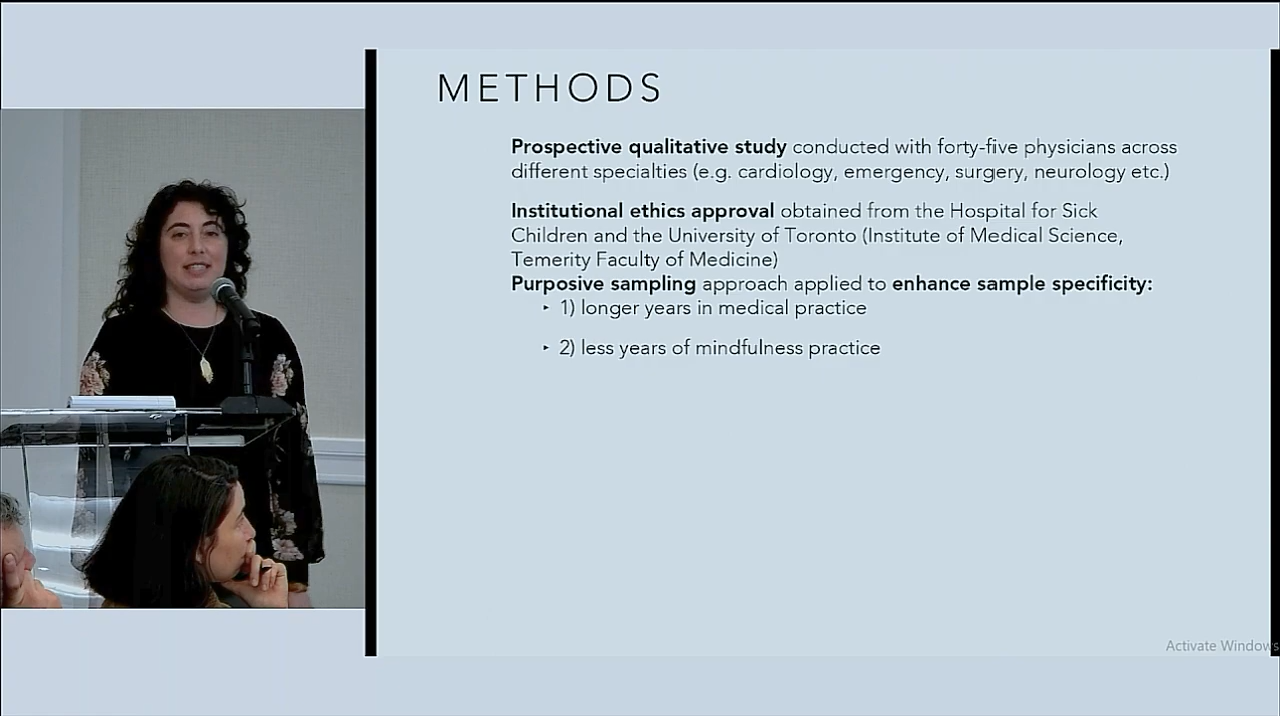 METHODS
Prospective qualitative study conducted with forty-five physicians across
different specialties (e.g. cardiology, emergency, surgery, neurology etc.)
Institutional ethics approval obtained from the Hospital for Sick
Children and the University of Toronto (Institute of Medical Science,
Temerity Faculty of Medicine)
Purposive sampling approach applied to enhance sample specificity:
‣ 1) longer years in medical practice
‣ 2) less years of mindfulness practice
Activate Windows